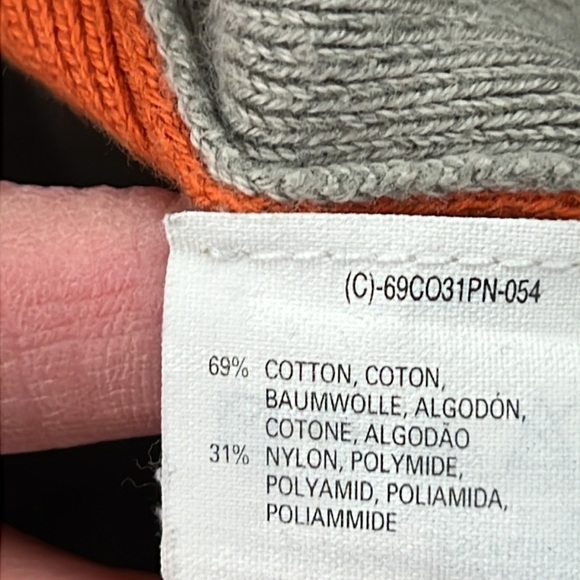 (C)-69CO31PN-054
69% COTTON, COTON,
BAUMWOLLE, ALGODÓN,
COTONE, ALGODÃO
31% NYLON, POLYMIDE,
POLYAMID, POLIAMIDA,
POLIAMMIDE